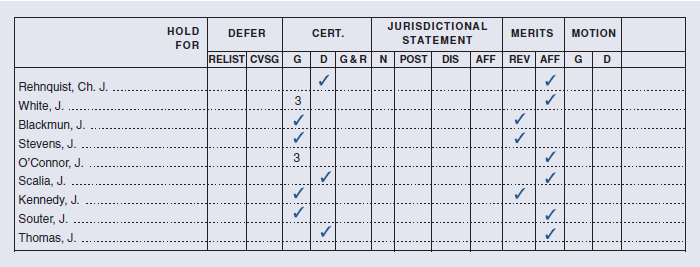 HOLD FOR DEFER CERT. JURISDICTIONAL STATEMENT MERITS MOTION
RELIST CVSG G D G & R N POST DIS AFF REV AFF G D
Rehnquist, Ch. J. ✓ ✓
White, J. 3 ✓
Blackmun, J. ✓ ✓
Stevens, J. ✓ ✓
O'Connor, J. 3 ✓
Scalia, J. ✓ ✓
Kennedy, J. ✓ ✓
Souter, J. ✓ ✓
Thomas, J. ✓ ✓